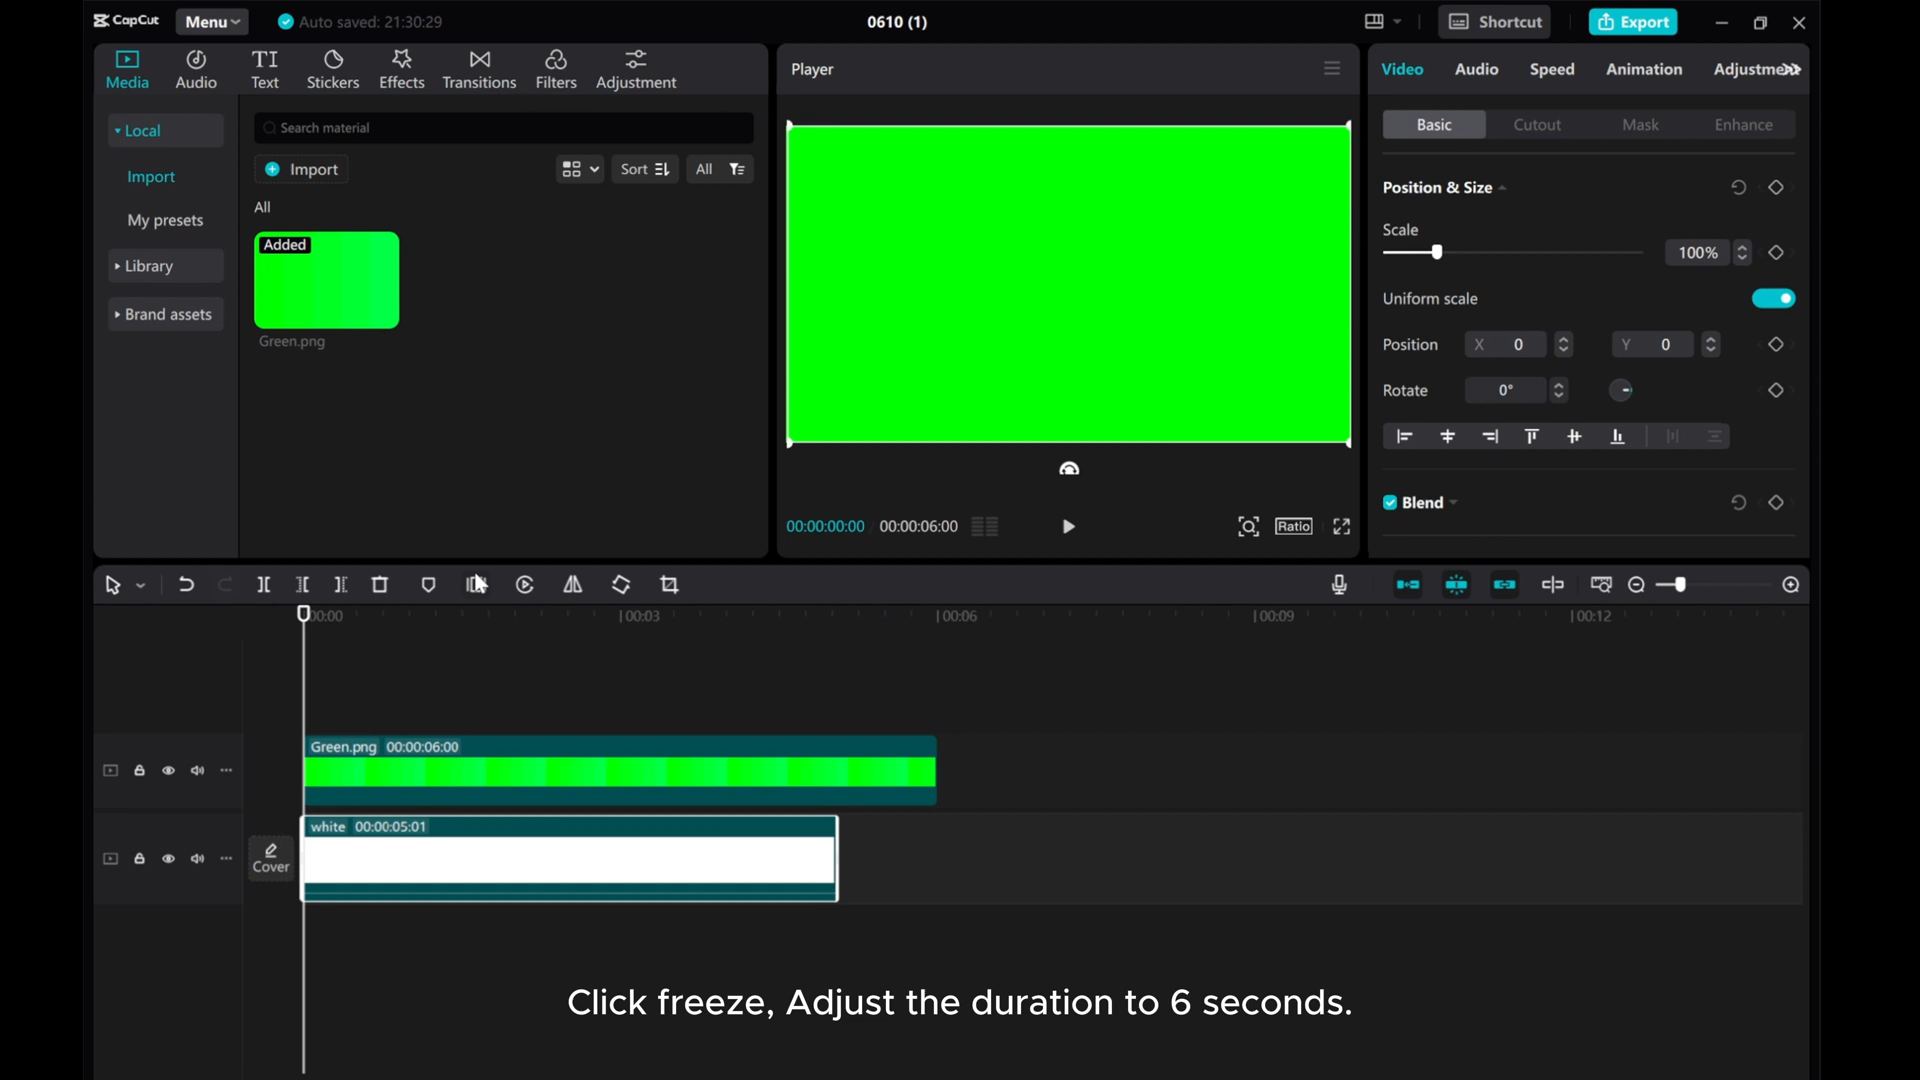 CapCut
Menu
Auto saved: 21:30:29
0610 (1)
Shortcut
Export
Media
Audio
TI
Text
Stickers
Effects
Transitions
Filters
Adjustment
Player
Video
Audio
Speed
Animation
Adjustment
Local
Import
My presets
Library
Brand assets
Search material
Import
Sort
All
All
Added
Green.png
Basic
Cutout
Mask
Enhance
Position & Size
Scale
100%
Uniform scale
Position
X 0
Y 0
Rotate
0°
Blend
00:00:00:00
00:00:06:00
Ratio
00:00
00:03
00:06
00:09
00:12
Green.png 00:00:06:00
white 00:00:05:01
Cover
Click freeze, Adjust the duration to 6 seconds.